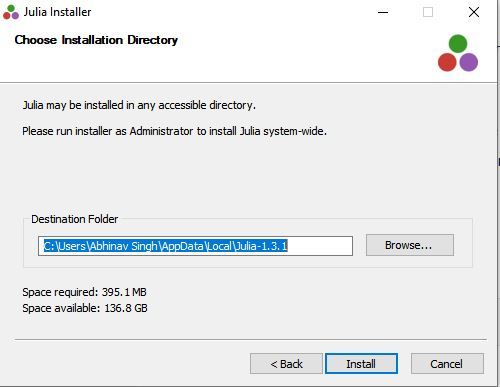 Julia Installer
Choose Installation Directory
Julia may be installed in any accessible directory.
Please run installer as Administrator to install Julia system-wide.
Destination Folder
C:\Users\Abhinav Singh\AppData\Local\Julia-1.3.1
Browse...
Space required: 395.1 MB
Space available: 136.8 GB
< Back
Install
Cancel